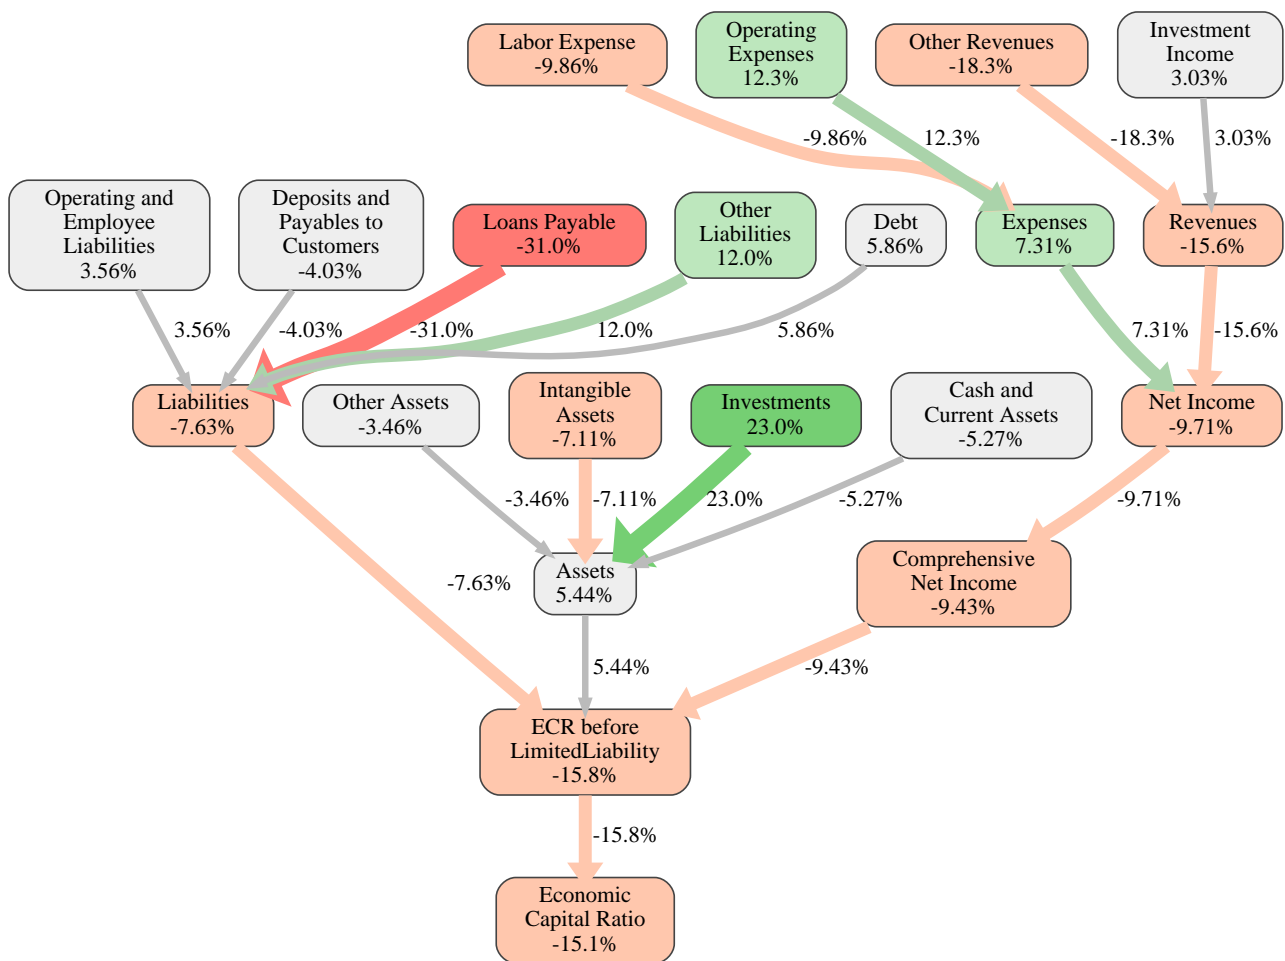 Labor Expense
-9.86%
Operating
Expenses
12.3%
Other Revenues
-18.3%
Investment
Income
3.03%
-9.86%
12.3%
-18.3%
3.03%
Operating and
Employee
Liabilities
3.56%
Deposits and
Payables to
Customers
-4.03%
Loans Payable
-31.0%
Other
Liabilities
12.0%
Debt
5.86%
Expenses
7.31%
Revenues
-15.6%
3.56%
-4.03%
-31.0%
12.0%
5.86%
7.31%
-15.6%
Liabilities
-7.63%
Other Assets
-3.46%
Intangible
Assets
-7.11%
Investments
23.0%
Cash and
Current Assets
-5.27%
Net Income
-9.71%
-3.46%
-7.11%
23.0%
-5.27%
-9.71%
-7.63%
Assets
5.44%
Comprehensive
Net Income
-9.43%
5.44%
-9.43%
ECR before
LimitedLiability
-15.8%
-15.8%
Economic
Capital Ratio
-15.1%